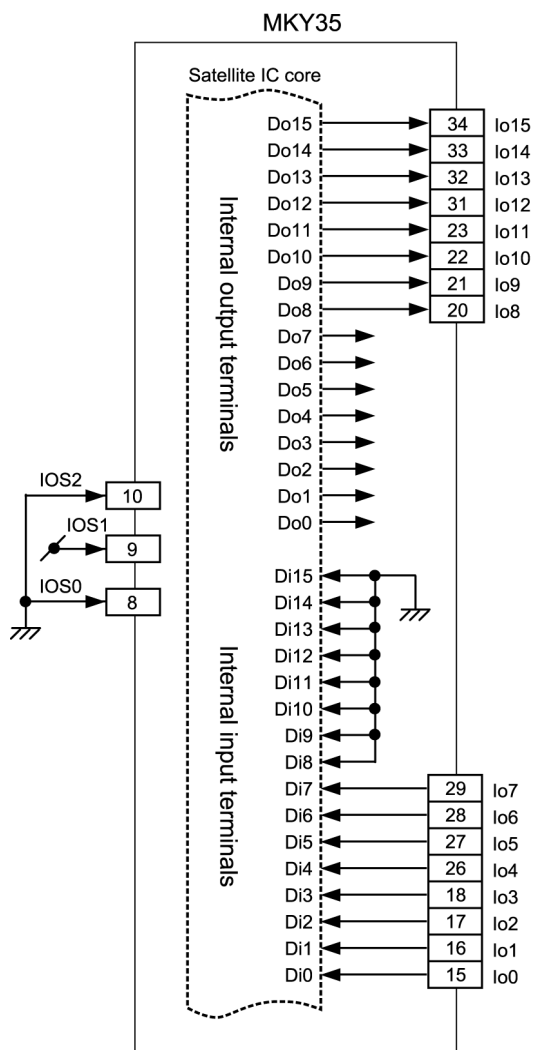 MKY35
Satellite IC core
Do15 34 Io15
Do14 33 Io14
Do13 32 Io13
Do12 31 Io12
Do11 23 Io11
Do10 22 Io10
Do9 21 Io9
Do8 20 Io8
Do7
Do6
Do5
Do4
Do3
Do2
Do1
Do0
Internal output terminals
IOS2
10
IOS1
9
IOS0
8
Di15
Di14
Di13
Di12
Di11
Di10
Di9
Di8
Di7 29 Io7
Di6 28 Io6
Di5 27 Io5
Di4 26 Io4
Di3 18 Io3
Di2 17 Io2
Di1 16 Io1
Di0 15 Io0
Internal input terminals